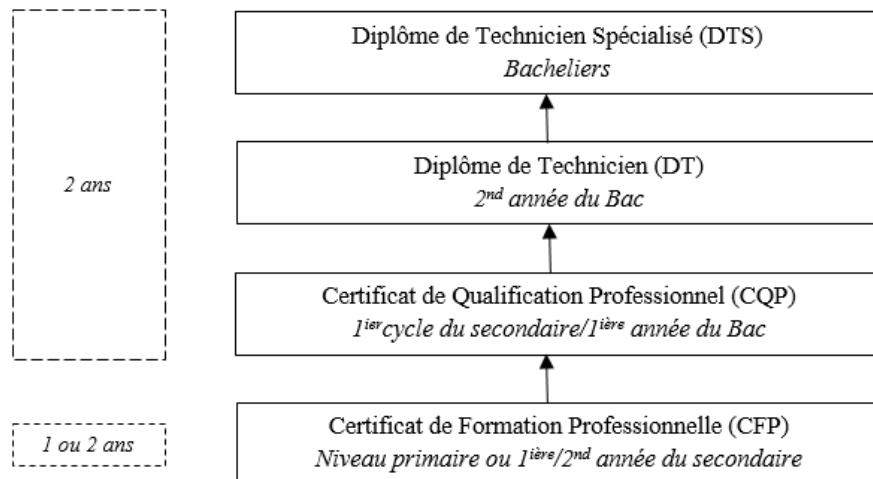 Diplôme de Technicien Spécialisé (DTS)
Bacheliers
2 ans
Diplôme de Technicien (DT)
2nd année du Bac
Certificat de Qualification Professionnel (CQP)
1ier cycle du secondaire/1ière année du Bac
Certificat de Formation Professionnelle (CFP)
1 ou 2 ans
Niveau primaire ou 1ière/2nd année du secondaire